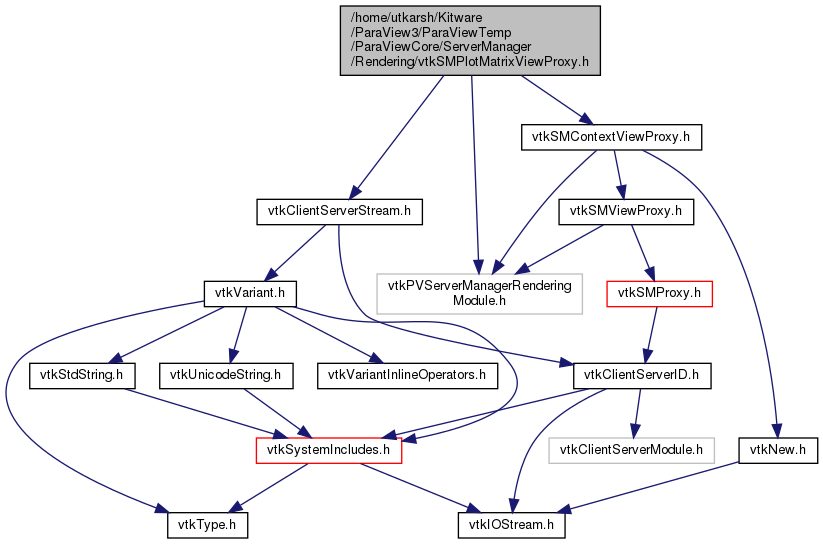 /home/utkarsh/Kitware
/ParaView3/ParaViewTemp
/ParaViewCore/ServerManager
/Rendering/vtkSMPlotMatrixViewProxy.h
vtkSMContextViewProxy.h
vtkClientServerStream.h
vtkSMViewProxy.h
vtkPVServerManagerRendering
Module.h
vtkVariant.h
vtkSMProxy.h
vtkStdString.h
vtkUnicodeString.h
vtkVariantInlineOperators.h
vtkClientServerID.h
vtkSystemIncludes.h
vtkClientServerModule.h
vtkNew.h
vtkType.h
vtkIOStream.h